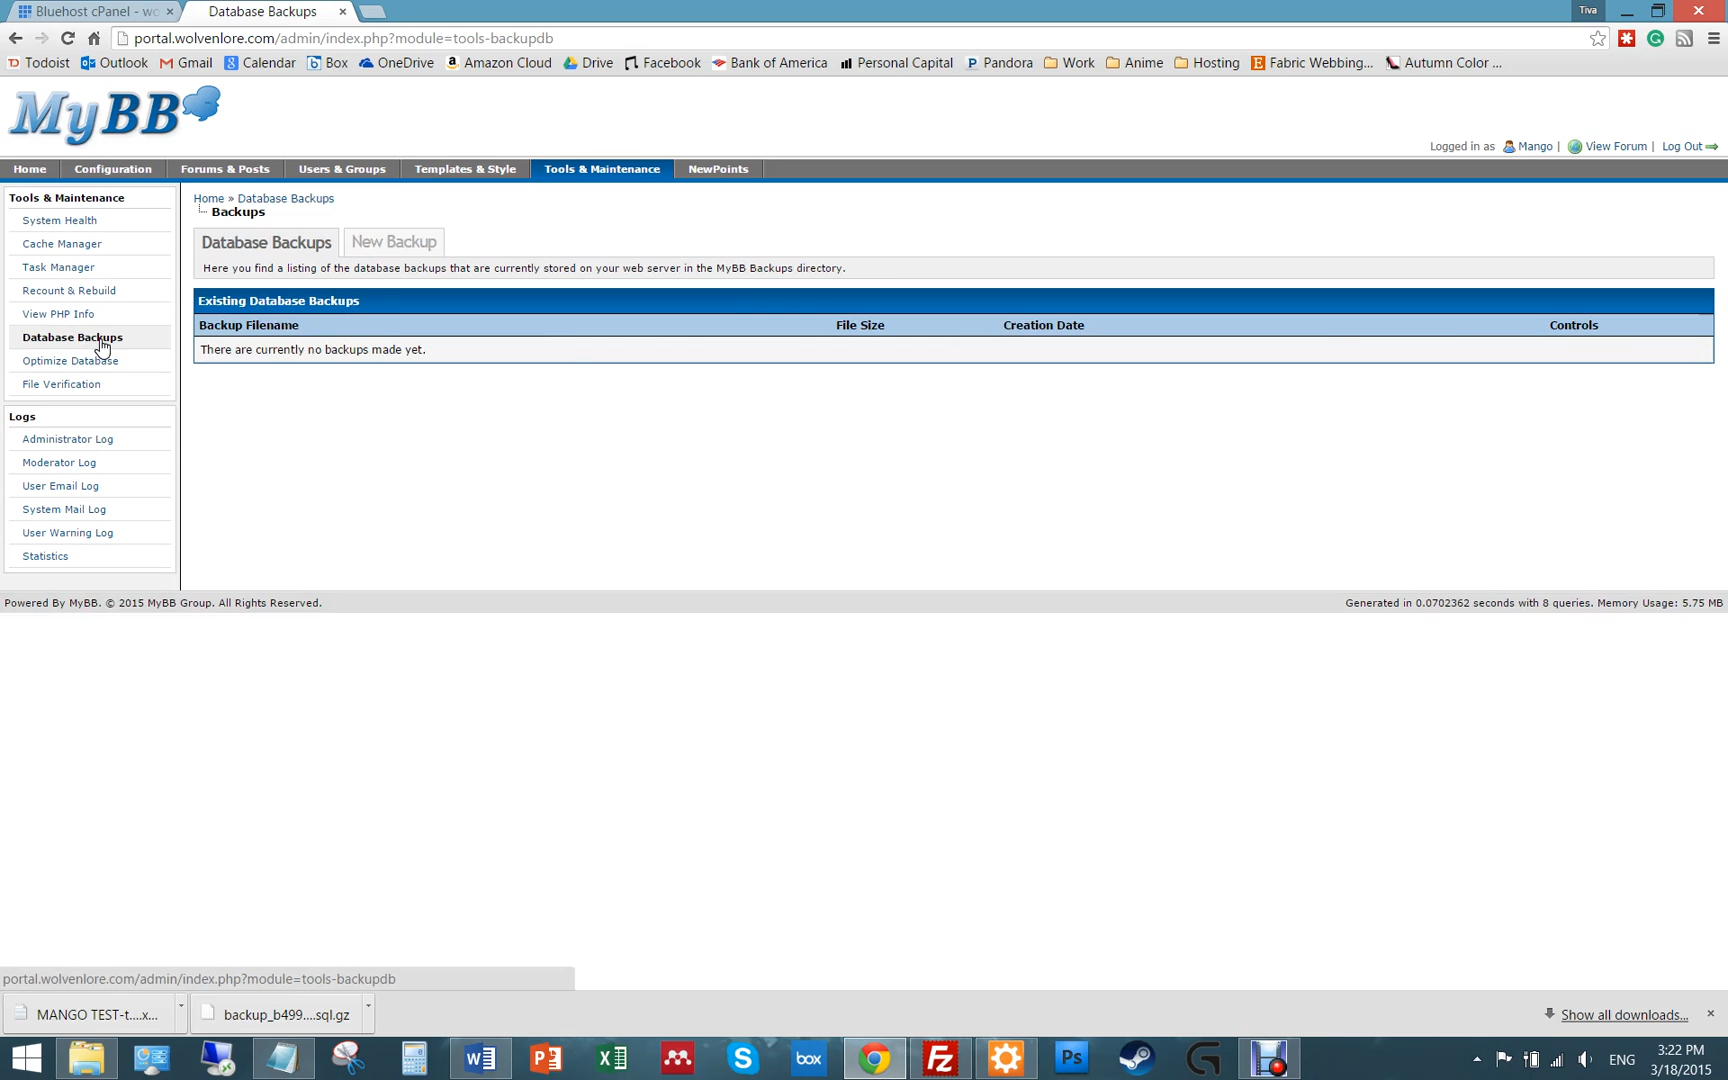 Bluehost cPanel - wo
Database Backups
Tiva
portal.wolvenlore.com/admin/index.php?module=tools-backupdb
Todoist Outlook Gmail Calendar Box OneDrive Amazon Cloud Drive Facebook Bank of America Personal Capital Pandora Work Anime Hosting Fabric Webbing... Autumn Color ...
MyBB
Logged in as Mango | View Forum | Log Out
Home Configuration Forums & Posts Users & Groups Templates & Style Tools & Maintenance NewPoints
Tools & Maintenance
System Health
Cache Manager
Task Manager
Recount & Rebuild
View PHP Info
Database Backups
Optimize Database
File Verification
Logs
Administrator Log
Moderator Log
User Email Log
System Mail Log
User Warning Log
Statistics
Home » Database Backups
Backups
Database Backups New Backup
Here you find a listing of the database backups that are currently stored on your web server in the MyBB Backups directory.
Existing Database Backups
Backup Filename File Size Creation Date Controls
There are currently no backups made yet.
Powered By MyBB. © 2015 MyBB Group. All Rights Reserved.
Generated in 0.0702362 seconds with 8 queries. Memory Usage: 5.75 MB
portal.wolvenlore.com/admin/index.php?module=tools-backupdb
MANGO TEST-t....x...
backup_b499....sql.gz
Show all downloads...
box
Ps
ENG
3:22 PM
3/18/2015